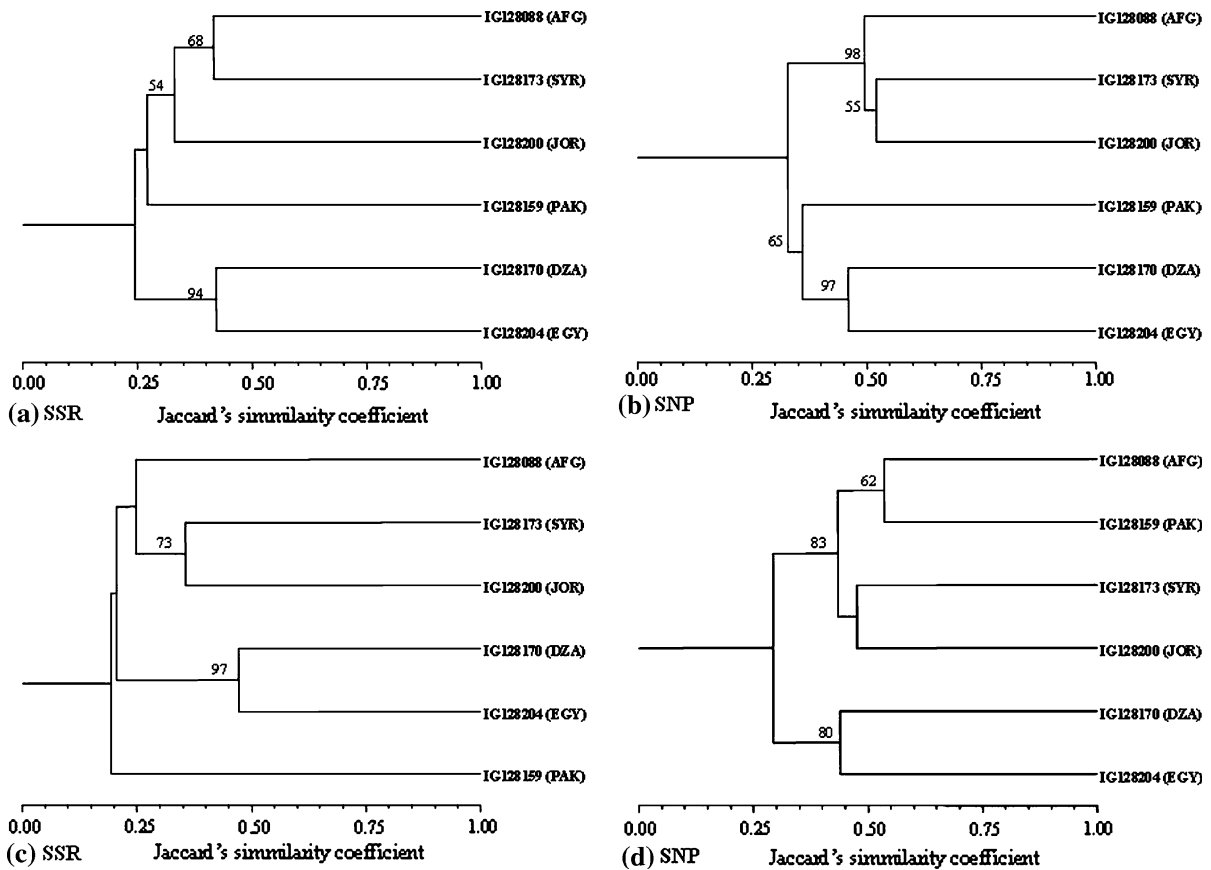 IG128088 (AFG)
68
IG128173 (SYR)
54
IG128200 (JOR)
IG128159 (PAK)
IG128170 (DZA)
94
IG128204 (EGY)
0.00 0.25 0.50 0.75 1.00
(a) SSR Jaccard's simmilarity coefficient
IG128088 (AFG)
98
IG128173 (SYR)
55
IG128200 (JOR)
IG128159 (PAK)
65
IG128170 (DZA)
97
IG128204 (EGY)
0.00 0.25 0.50 0.75 1.00
(b) SNP Jaccard's simmilarity coefficient
IG128088 (AFG)
IG128173 (SYR)
73
IG128200 (JOR)
IG128170 (DZA)
97
IG128204 (EGY)
IG128159 (PAK)
0.00 0.25 0.50 0.75 1.00
(c) SSR Jaccard's simmilarity coefficient
IG128088 (AFG)
62
IG128159 (PAK)
83
IG128173 (SYR)
IG128200 (JOR)
IG128170 (DZA)
80
IG128204 (EGY)
0.00 0.25 0.50 0.75 1.00
(d) SNP Jaccard's simmilarity coefficient